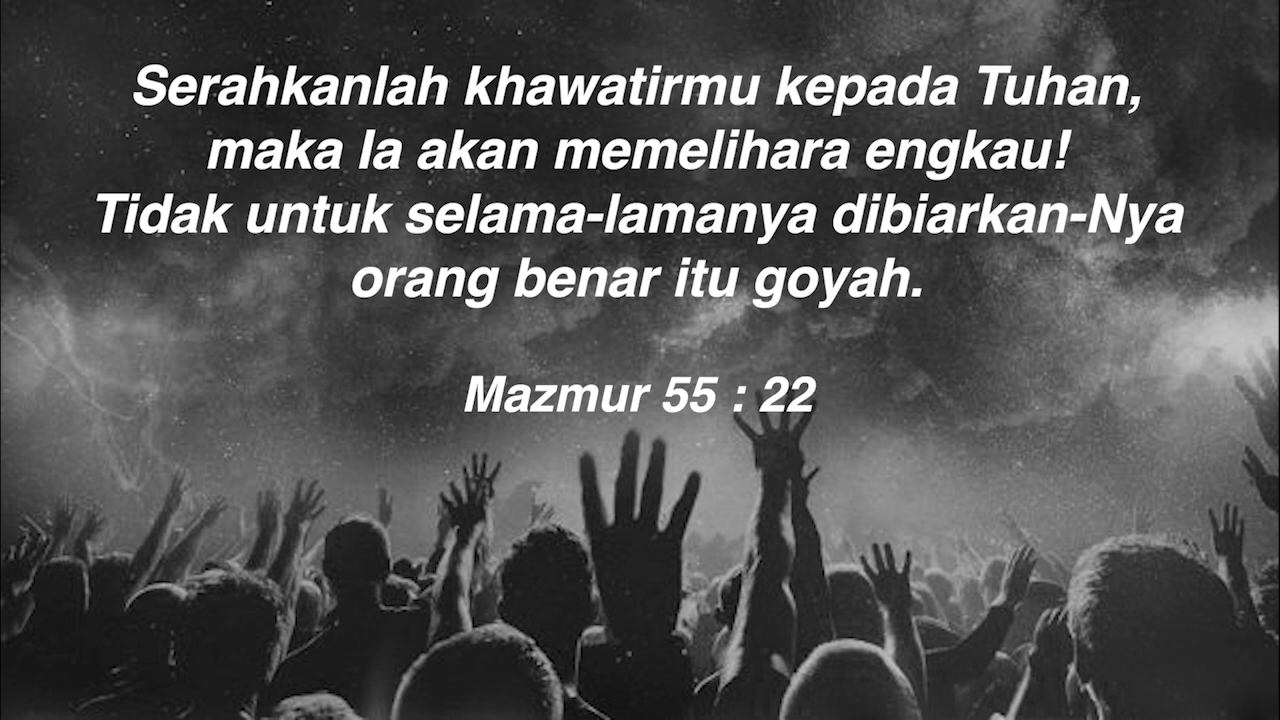 Serahkanlah khawatirmu kepada Tuhan,
maka Ia akan memelihara engkau!
Tidak untuk selama-lamanya dibiarkan-Nya
orang benar itu goyah.
Mazmur 55 : 22